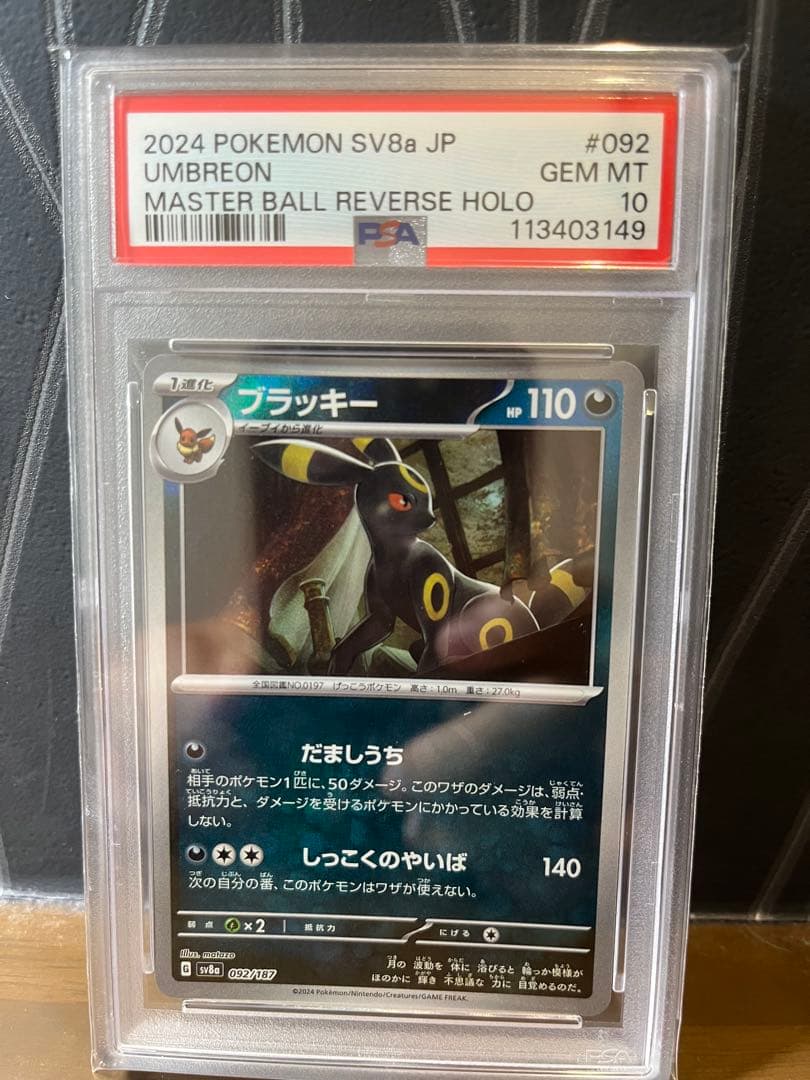 2024 POKEMON SV8a JP #092
UMBREON GEM MT
MASTER BALL REVERSE HOLO 10
PSA 113403149
1進化 ブラッキー HP 110
イーブイから進化
全国図鑑NO.0197 げっこうポケモン 高さ:1.0m 重さ:27.0kg
だましうち
相手のポケモン1匹に、50ダメージ。このワザのダメージは、弱点・
抵抗力と、ダメージを受けるポケモンにかかっている効果を計算
しない。
しっこくのやいば 140
次の自分の番、このポケモンはワザが使えない。
弱点 ×2 抵抗力 にげる
Illus. matazo
月の波動を体に浴びると輪っか模様が
G SV8a 092/187
ほのかに輝き不思議な力に目覚めるのだ。
©2024 Pokémon/Nintendo/Creatures/GAME FREAK.
PSA